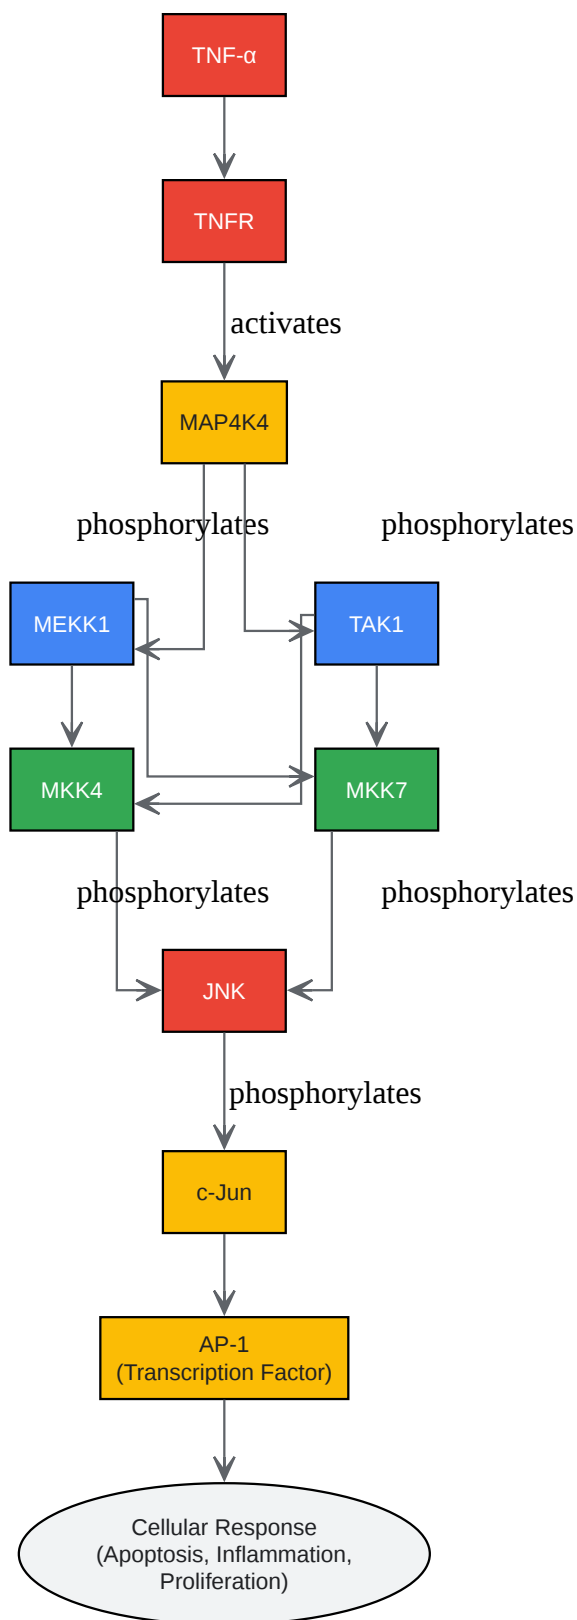 TNF-α
TNFR
activates
MAP4K4
phosphorylates
phosphorylates
MEKK1
TAK1
MKK4
MKK7
phosphorylates
phosphorylates
JNK
phosphorylates
c-Jun
AP-1
(Transcription Factor)
Cellular Response
(Apoptosis, Inflammation,
Proliferation)